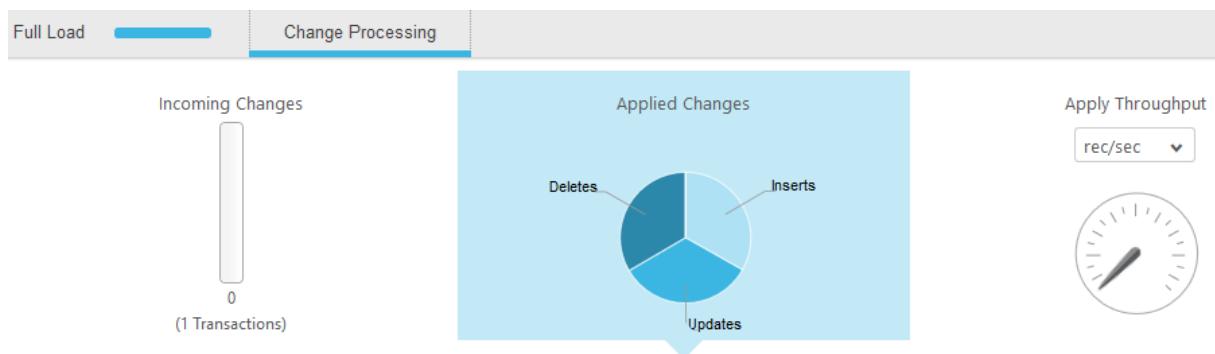 Full Load
Change Processing
Incoming Changes
0
(1 Transactions)
Applied Changes
Deletes
Inserts
Updates
Apply Throughput
rec/sec